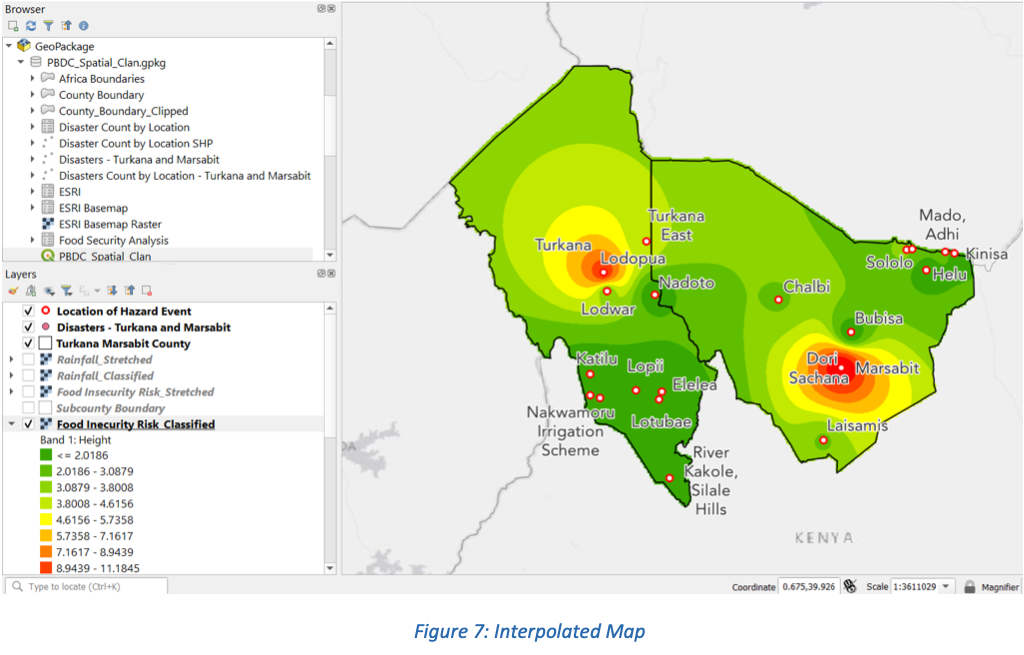 Browser
GeoPackage
PBDC_Spatial_Clan.gpkg
Africa Boundaries
County Boundary
County_Boundary_Clipped
Disaster Count by Location
Disaster Count by Location SHP
Disasters - Turkana and Marsabit
Disasters Count by Location - Turkana and Marsabit
ESRI
ESRI Basemap
ESRI Basemap Raster
Food Security Analysis
PBDC_Spatial_Clan
Layers
Location of Hazard Event
Disasters - Turkana and Marsabit
Turkana Marsabit County
Rainfall_Stretched
Rainfall_Classified
Food Insecurity Risk_Stretched
Subcounty Boundary
Food Inecurity Risk_Classified
Band 1: Height
<= 2.0186
2.0186 - 3.0879
3.0879 - 3.8008
3.8008 - 4.6156
4.6156 - 5.7358
5.7358 - 7.1617
7.1617 - 8.9439
8.9439 - 11.1845
Type to locate (Ctrl+K)
Turkana
East
Turkana
Lodopua
Lodwar
Nadoto
Mado,
Adhi
Kinisa
Sololo
Helu
Chalbi
Bubisa
Dori
Sachana
Marsabit
Laisamis
Katilu
Lopii
Elelea
Nakwamoru
Irrigation
Scheme
Lotubae
River
Kakole,
Silale
Hills
DA
KENYA
Coordinate 0.675,39.926 Scale 1:3611029 Magnifier
Figure 7: Interpolated Map